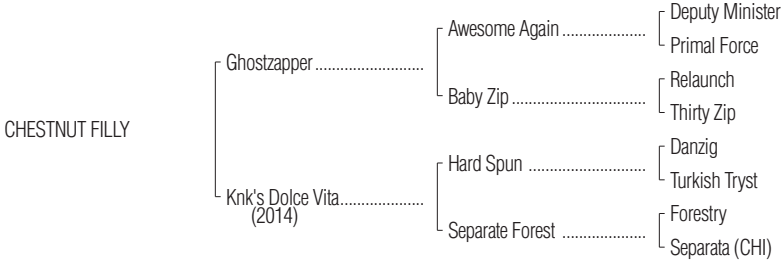 Deputy Minister
Awesome Again ....................
Primal Force
Ghostzapper ..........................
Relaunch
Baby Zip ................................
Thirty Zip
CHESTNUT FILLY
Danzig
Hard Spun ............................
Turkish Tryst
Knk's Dolce Vita....................
(2014)
Forestry
Separate Forest ....................
Separata (CHI)